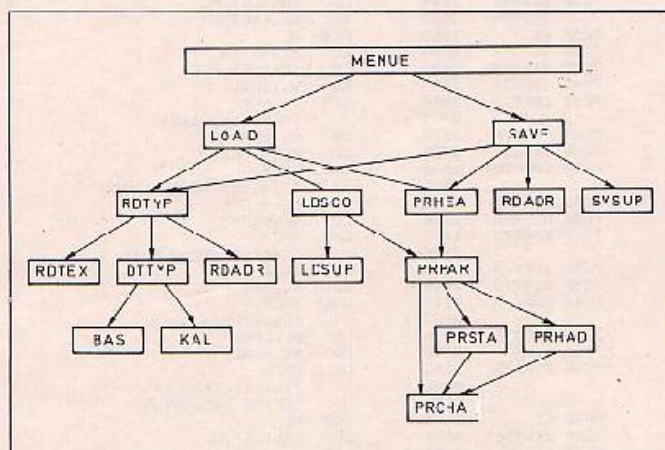 MENUE
LOAD SAVE
RDTYP LDSCO PRHEA RDADR SVSUP
RDTEX DTTYP RDADR LDSUP PRPAR
BAS KAL PRSTA PRHAD
PRCHA